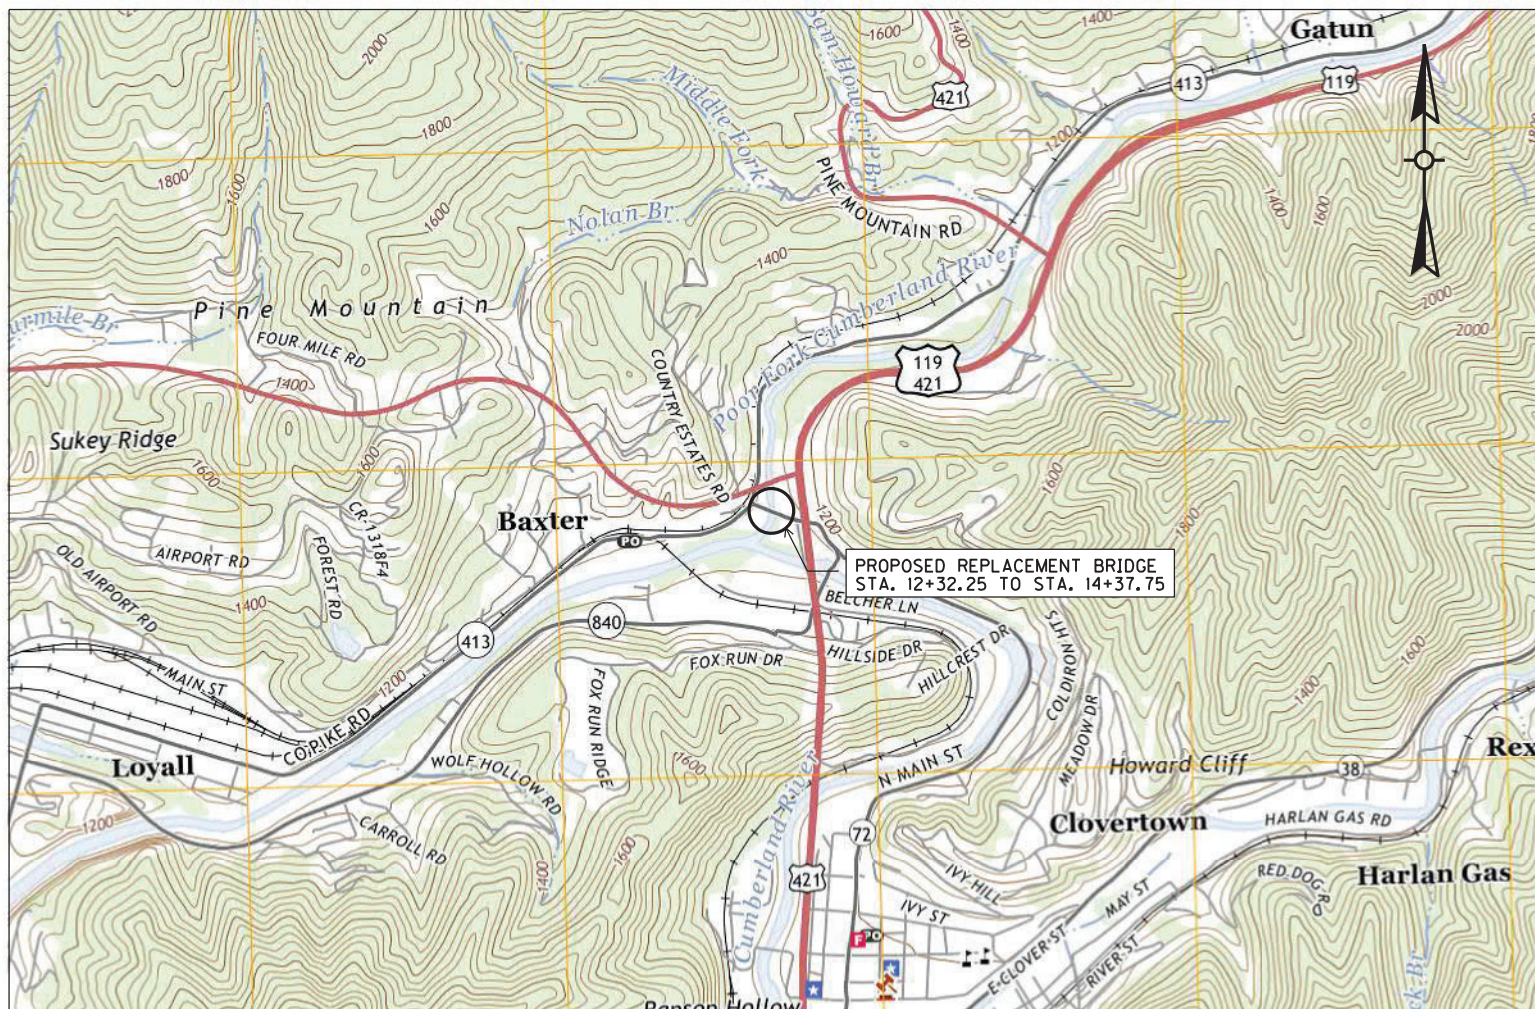 Gatun
2000
1600
1400
1400
421
413
119
Sam Howard Br
Middle Fork
1800
1200
1800
1600
1600
PINE MOUNTAIN RD
1400
1600
Nolan Br
1400
Poor Fork Cumberland River
2000
2000
Pine Mountain
FOUR MILE RD
1400
COUNTRY ESTATES RD
119
421
Sukey Ridge
1600
1600
1600
1800
CR-1318F4
Baxter
PO
1200
AIRPORT RD
OLD AIRPORT RD
FOREST RD
1400
PROPOSED REPLACEMENT BRIDGE
STA. 12+32.25 TO STA. 14+37.75
BELCHER LN
840
413
HILLSIDE DR
HILLCREST DR
FOX RUN DR
FOX RUN RIDGE
COLDIRON HTS
MEADOW DR
1600
1400
MAIN ST
1200
CO PIKE RD
Loyall
WOLF HOLLOW RD
1600
N MAIN ST
Howard Cliff
38
Rex
1200
CARROLL RD
1600
1400
Cumberland River
72
Clovertown
HARLAN GAS RD
Harlan Gas
421
IVY HILL
IVY ST
MAY ST
RED DOG RD
F
PO
E CLOVER ST
RIVER ST